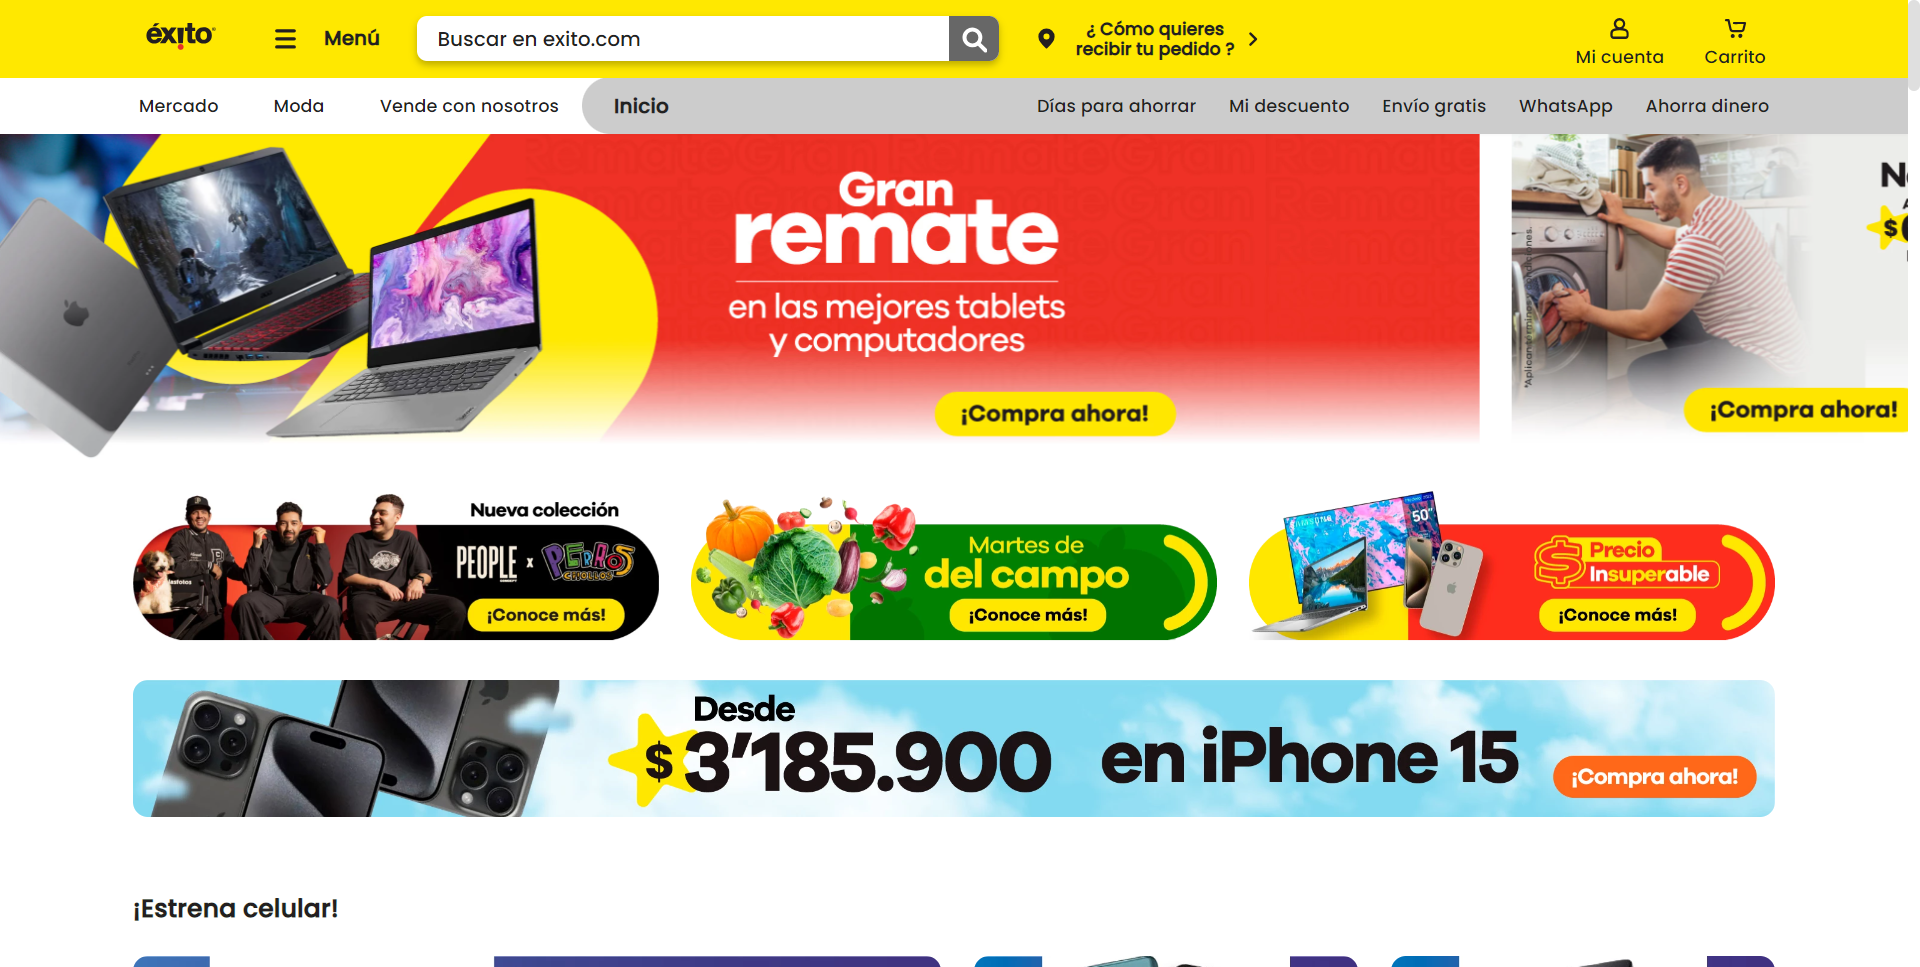 éxito
Menú
Buscar en exito.com
¿ Cómo quieres
recibir tu pedido ?
Mi cuenta
Carrito
Mercado
Moda
Vende con nosotros
Inicio
Días para ahorrar
Mi descuento
Envío gratis
WhatsApp
Ahorra dinero
Gran
remate
en las mejores tablets
y computadores
¡Compra ahora!
$
¡Compra ahora!
Nueva colección
PEOPLE x PERROS
CRIOLLOS
¡Conoce más!
Martes de
del campo
¡Conoce más!
SAMSUNG
50"
Precio
Insuperable
¡Conoce más!
Desde
$ 3'185.900 en iPhone 15
¡Compra ahora!
¡Estrena celular!